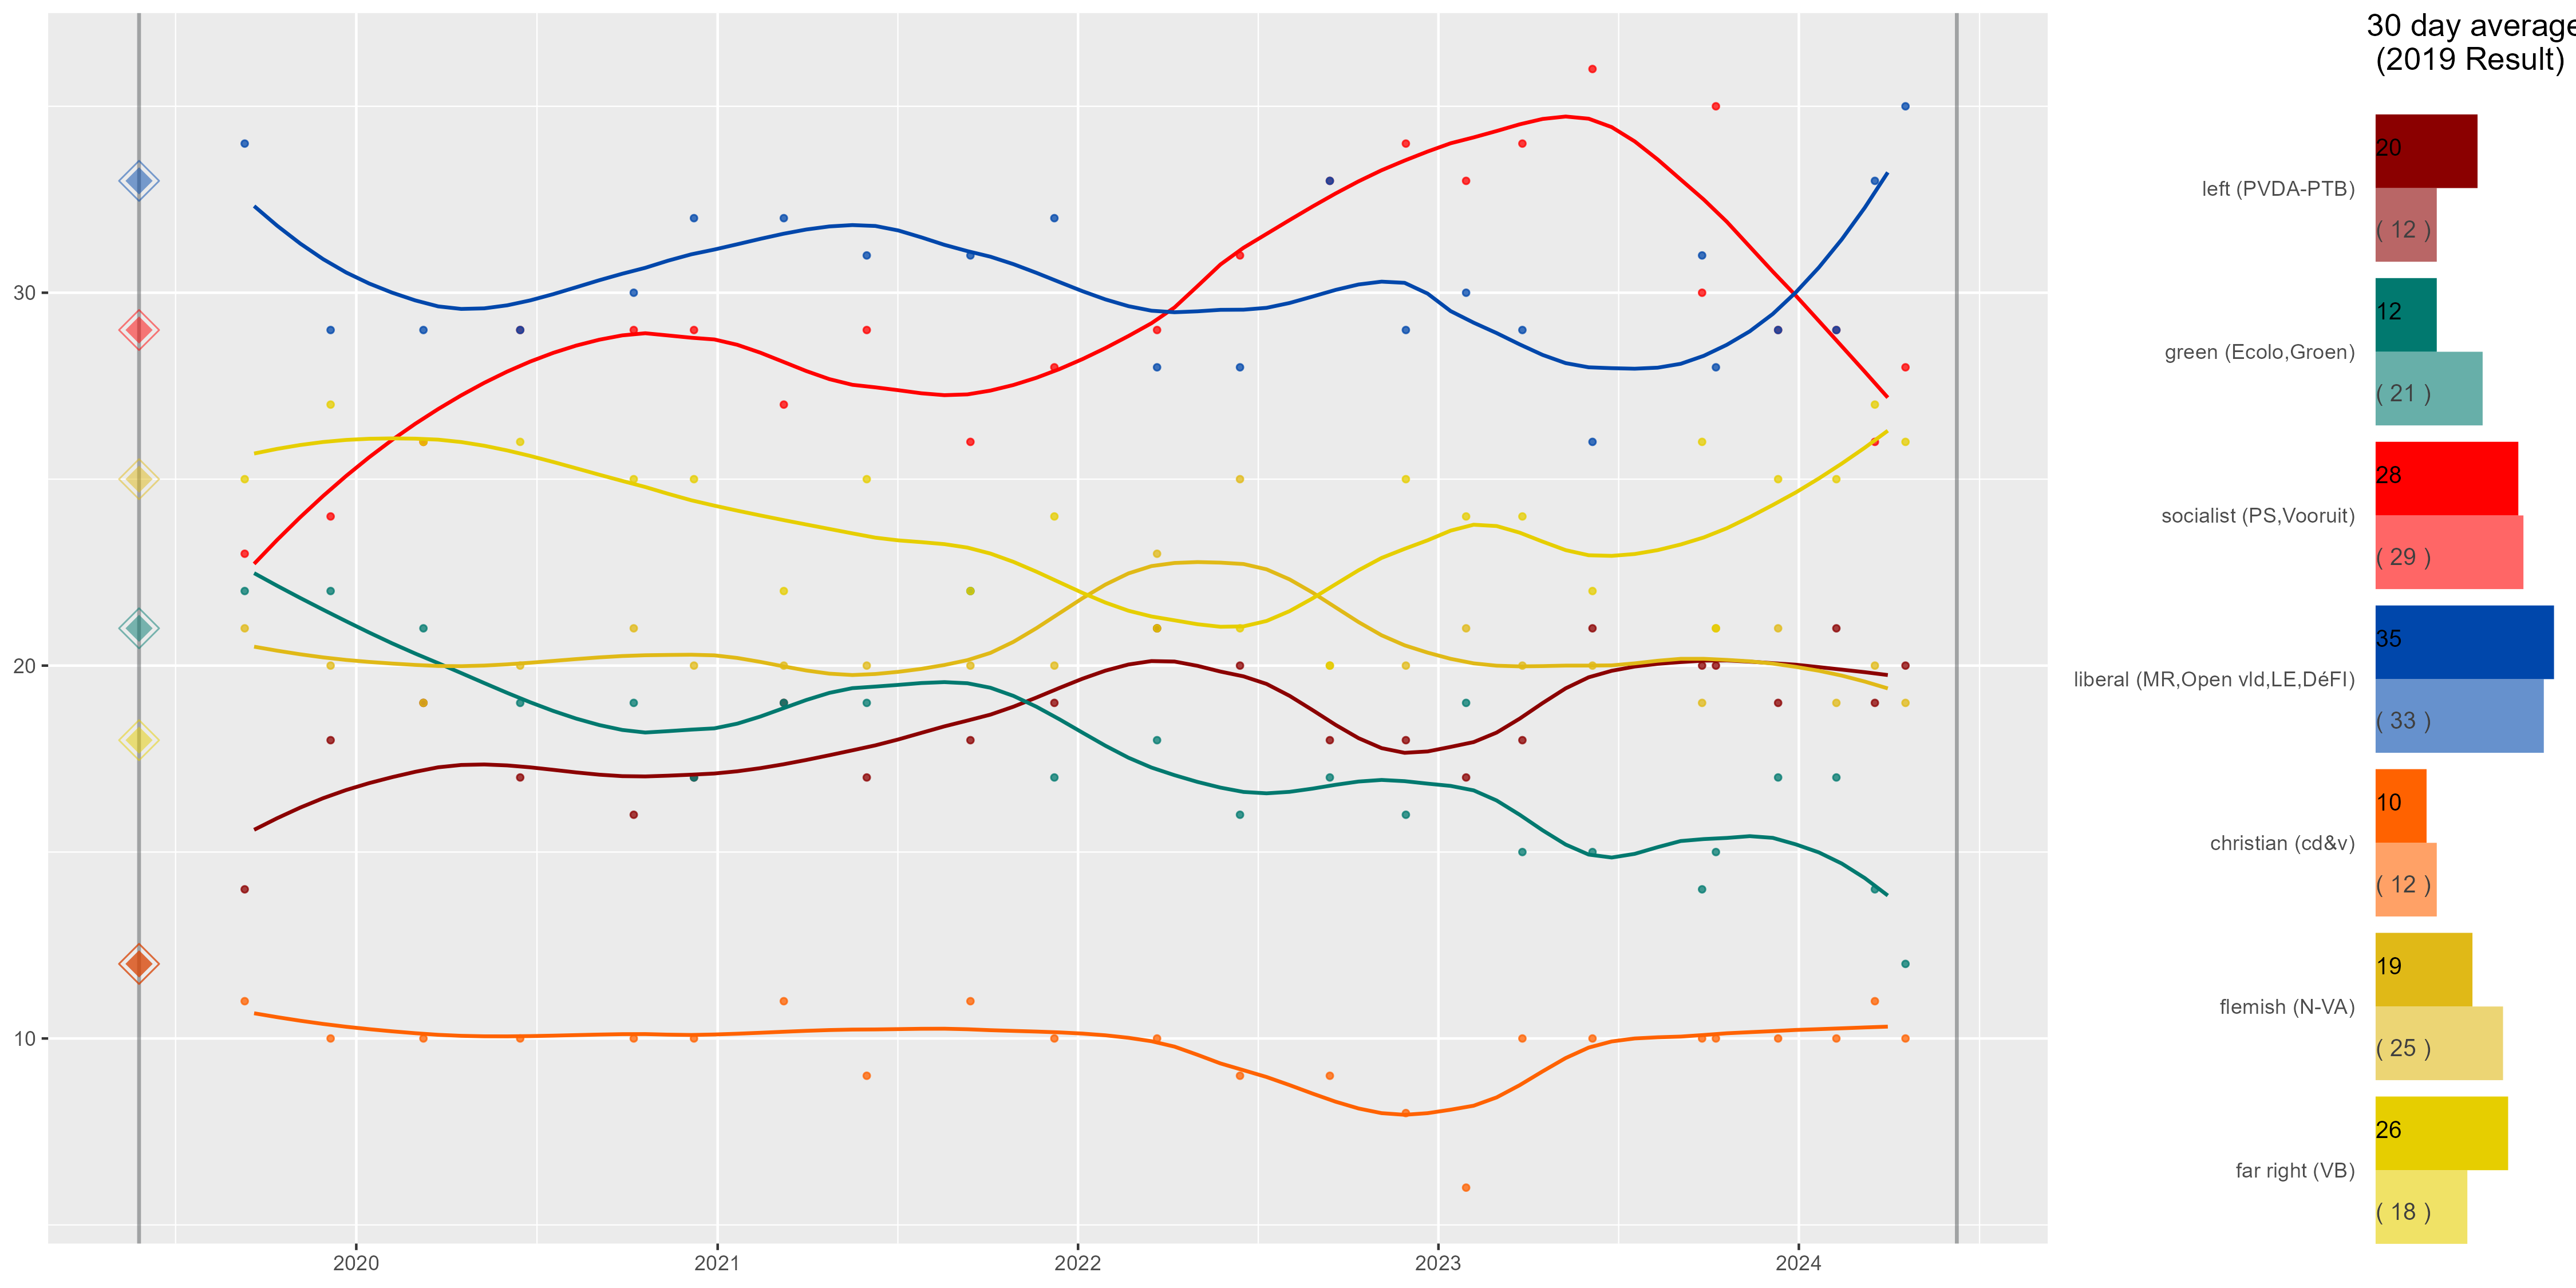 30 day average
(2019 Result)
30
20
10
2020
2021
2022
2023
2024
left (PVDA-PTB)
20
( 12 )
green (Ecolo,Groen)
12
( 21 )
socialist (PS,Vooruit)
28
( 29 )
liberal (MR,Open vld,LE,DéFI)
35
( 33 )
christian (cd&v)
10
( 12 )
flemish (N-VA)
19
( 25 )
far right (VB)
26
( 18 )